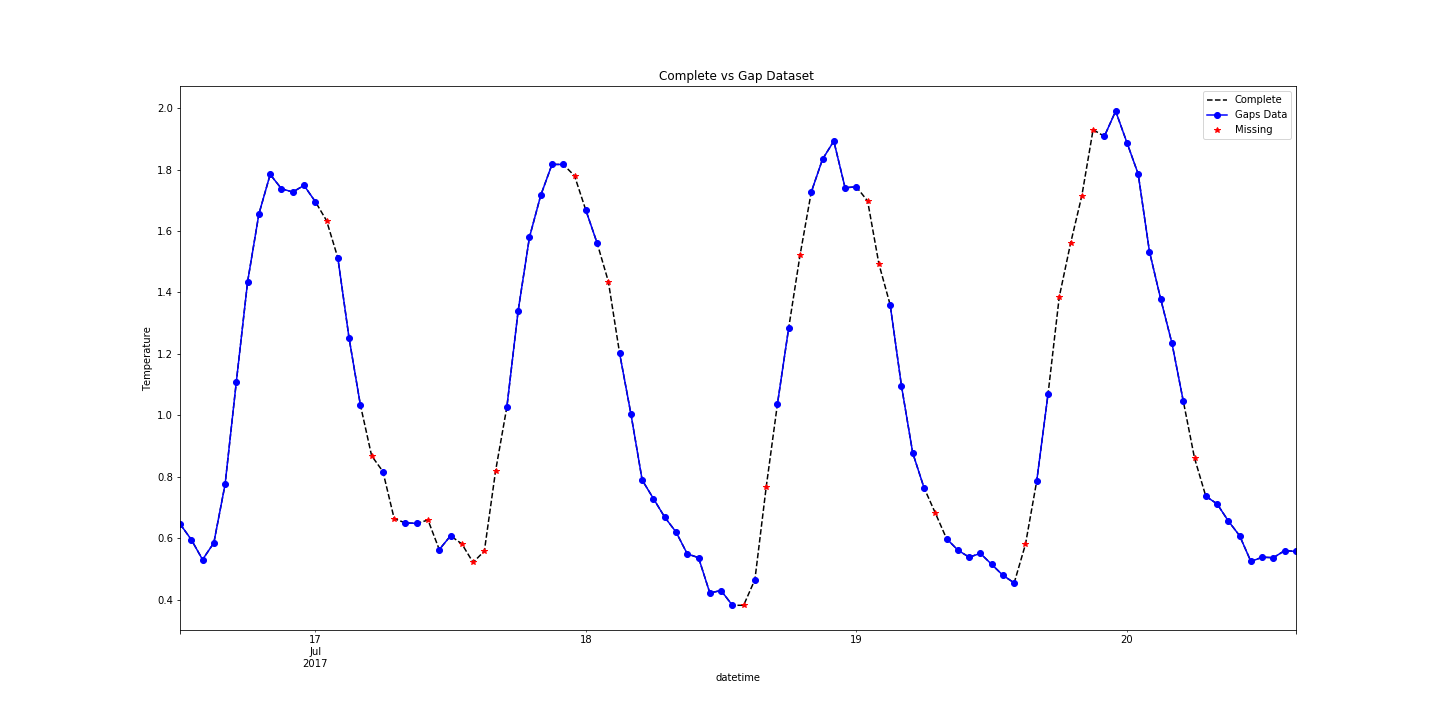 Complete vs Gap Dataset
Complete
Gaps Data
Missing
2.0
1.8
1.6
1.4
1.2
1.0
0.8
0.6
0.4
Temperature
17 18 19 20
Jul
2017
datetime